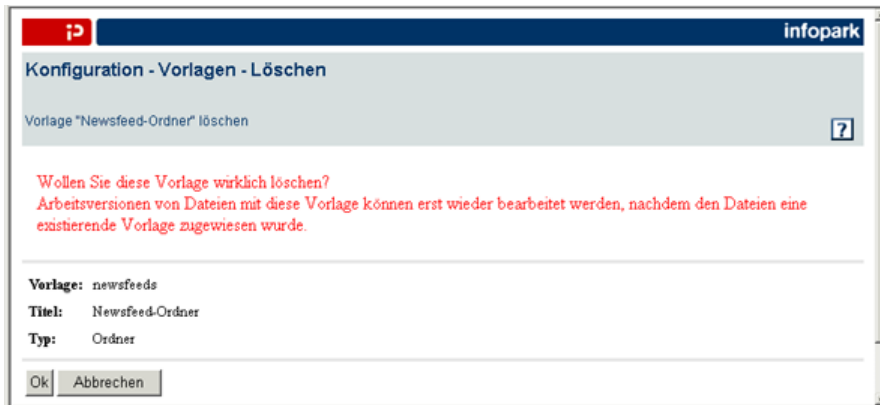 infopark
Konfiguration - Vorlagen - Löschen
Vorlage "Newsfeed-Ordner" löschen
?
Wollen Sie diese Vorlage wirklich löschen?
Arbeitsversionen von Dateien mit diese Vorlage können erst wieder bearbeitet werden, nachdem den Dateien eine
existierende Vorlage zugewiesen wurde.
Vorlage: newsfeeds
Titel: Newsfeed-Ordner
Typ: Ordner
Ok Abbrechen